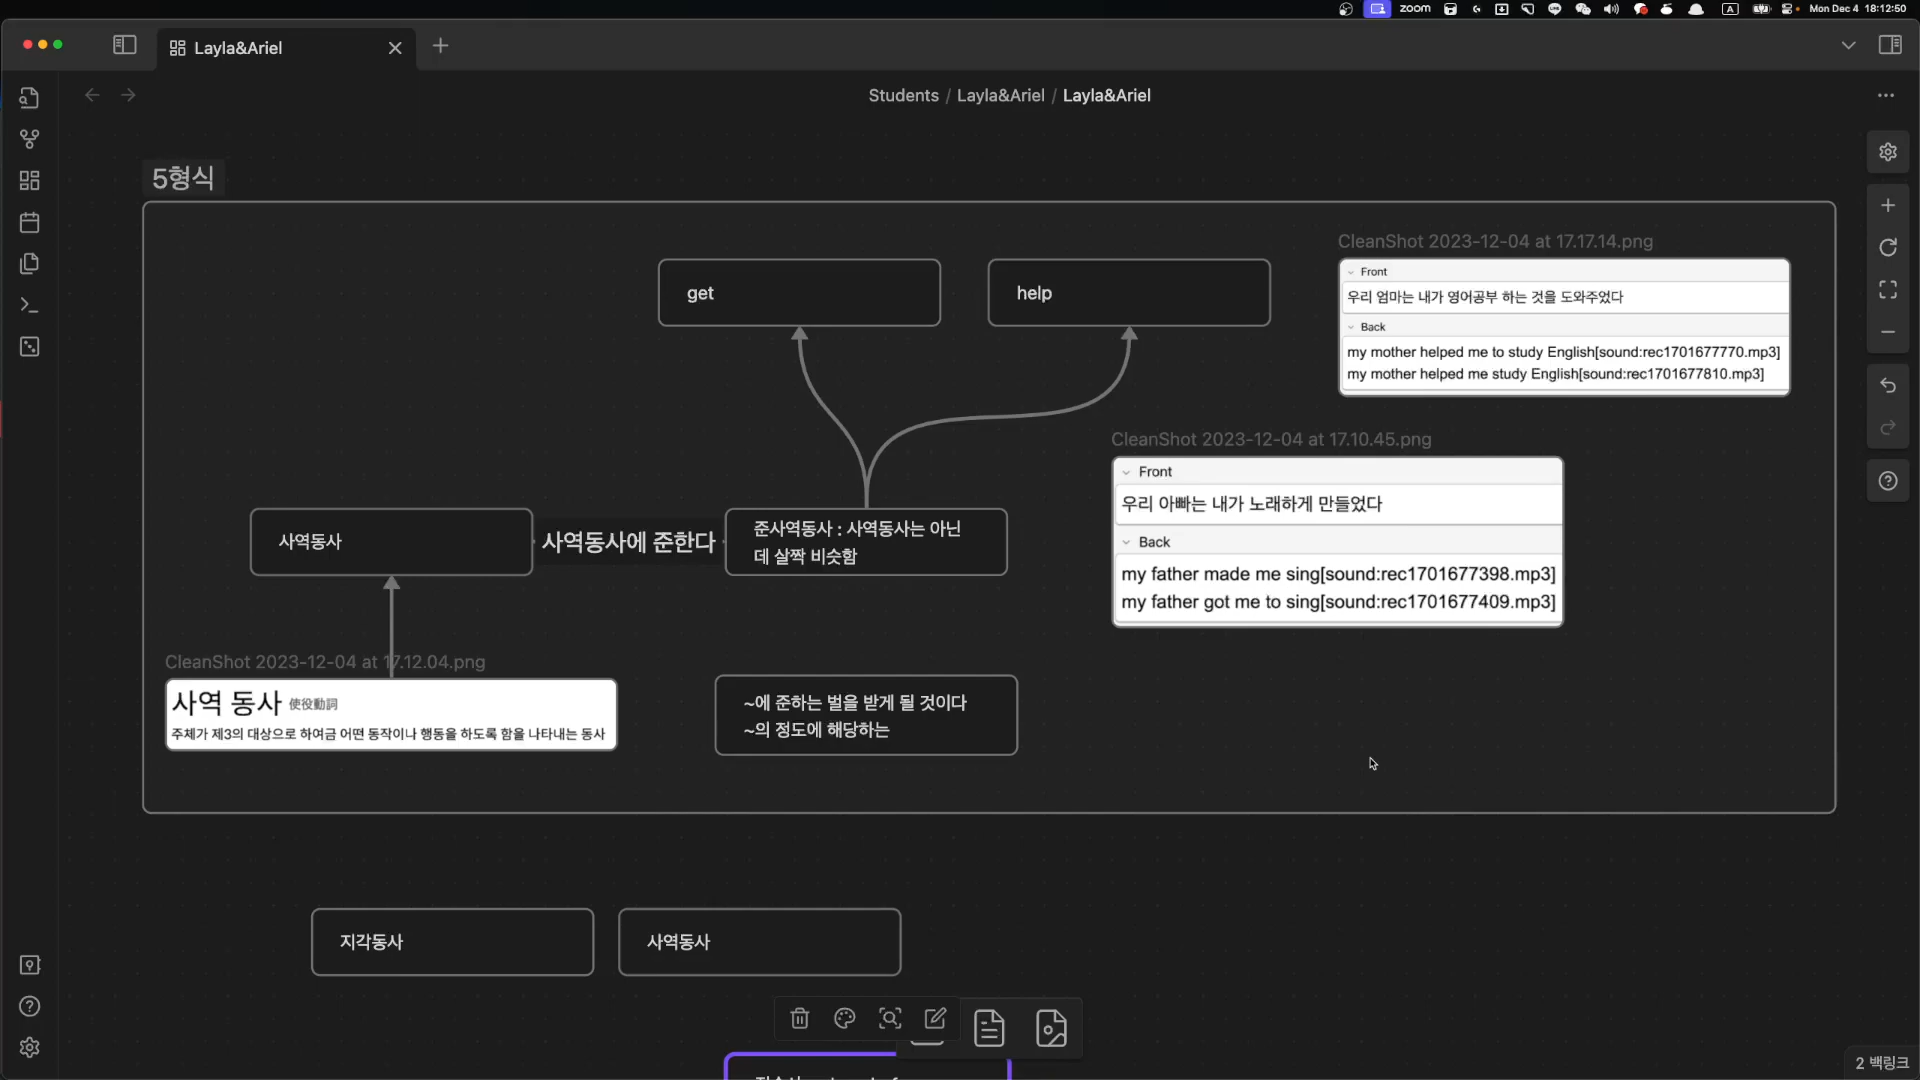 zoom
A
Mon Dec 4 18:12:50
Layla&Ariel
Students / Layla&Ariel / Layla&Ariel
5형식
CleanShot 2023-12-04 at 17.17.14.png
get
help
Front
우리 엄마는 내가 영어공부 하는 것을 도와주었다
Back
my mother helped me to study English[sound:rec1701677770.mp3]
my mother helped me study English[sound:rec1701677810.mp3]
CleanShot 2023-12-04 at 17.10.45.png
Front
우리 아빠는 내가 노래하게 만들었다
Back
my father made me sing[sound:rec1701677398.mp3]
my father got me to sing[sound:rec1701677409.mp3]
사역동사
사역동사에 준한다
준사역동사 : 사역동사는 아닌
데 살짝 비슷함
CleanShot 2023-12-04 at 17.12.04.png
사역 동사 使役動詞
주체가 제3의 대상으로 하여금 어떤 동작이나 행동을 하도록 함을 나타내는 동사
~에 준하는 벌을 받게 될 것이다
~의 정도에 해당하는
지각동사
사역동사
2 백링크